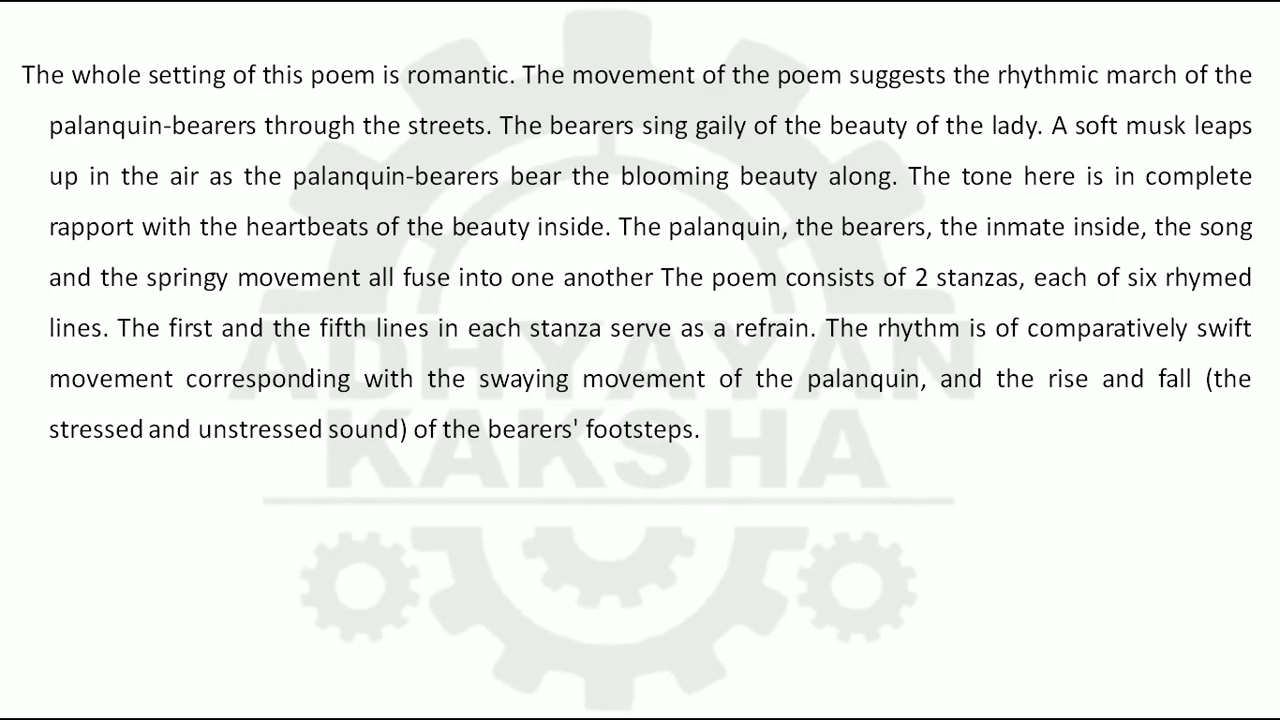 The whole setting of this poem is romantic. The movement of the poem suggests the rhythmic march of the
palanquin-bearers through the streets. The bearers sing gaily of the beauty of the lady. A soft musk leaps
up in the air as the palanquin-bearers bear the blooming beauty along. The tone here is in complete
rapport with the heartbeats of the beauty inside. The palanquin, the bearers, the inmate inside, the song
and the springy movement all fuse into one another The poem consists of 2 stanzas, each of six rhymed
lines. The first and the fifth lines in each stanza serve as a refrain. The rhythm is of comparatively swift
movement corresponding with the swaying movement of the palanquin, and the rise and fall (the
stressed and unstressed sound) of the bearers' footsteps.
ADHYAYAN
KAKSHA